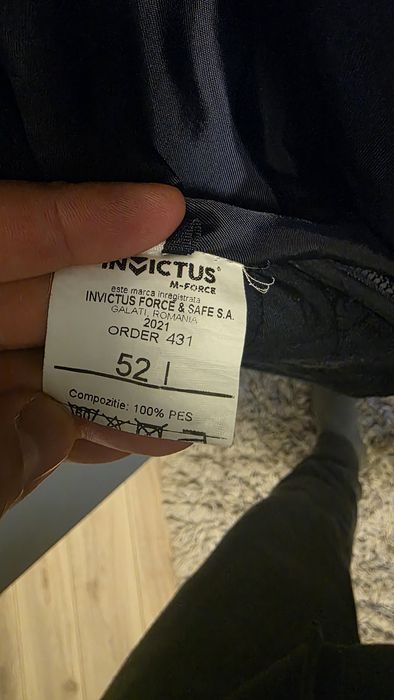 INVICTUS®
M-FORCE
este marca inregistrata
INVICTUS FORCE & SAFE S.A.
GALATI, ROMANIA
2021
ORDER 431
52 I
Compozitie: 100% PES